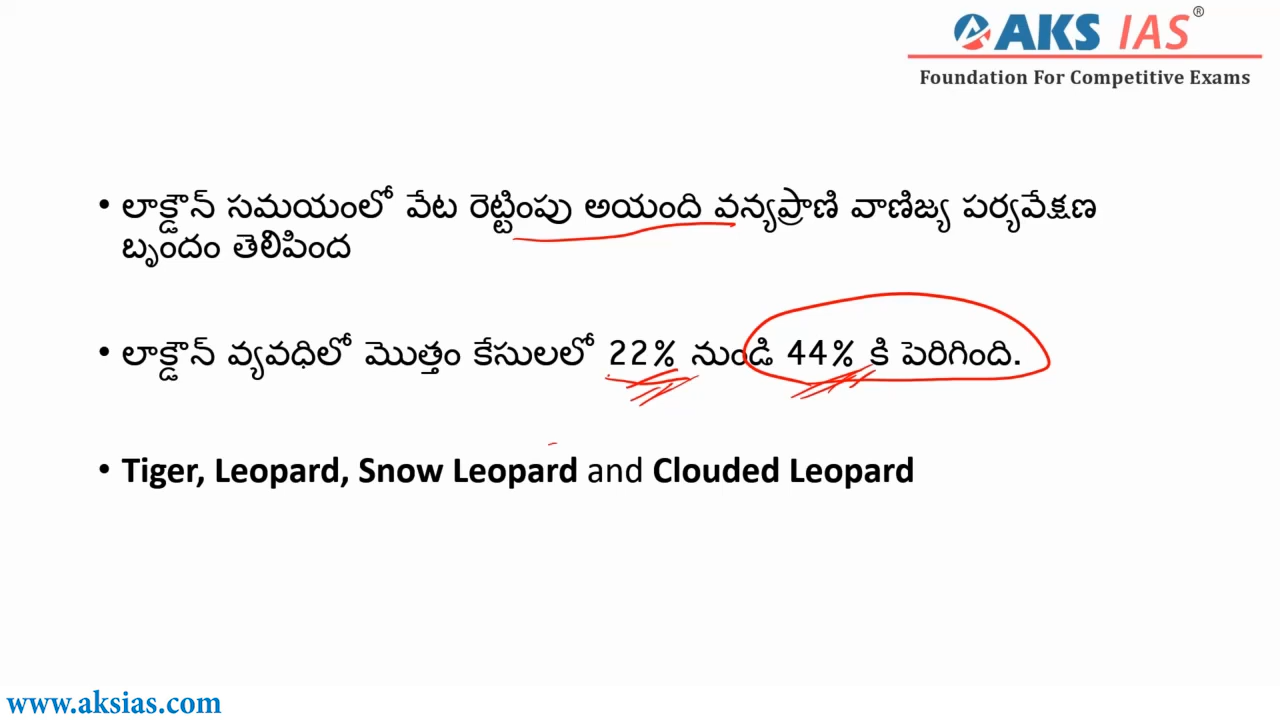 AKS IAS®
Foundation For Competitive Exams
• లాక్డౌన్ సమయంలో వేట రెట్టింపు అయంది వన్యప్రాణి వాణిజ్య పర్యవేక్షణ
బృందం తెలిపింద
• లాక్డౌన్ వ్యవధిలో మొత్తం కేసులలో 22% నుండి 44% కి పెరిగింది.
• Tiger, Leopard, Snow Leopard and Clouded Leopard
www.aksias.com